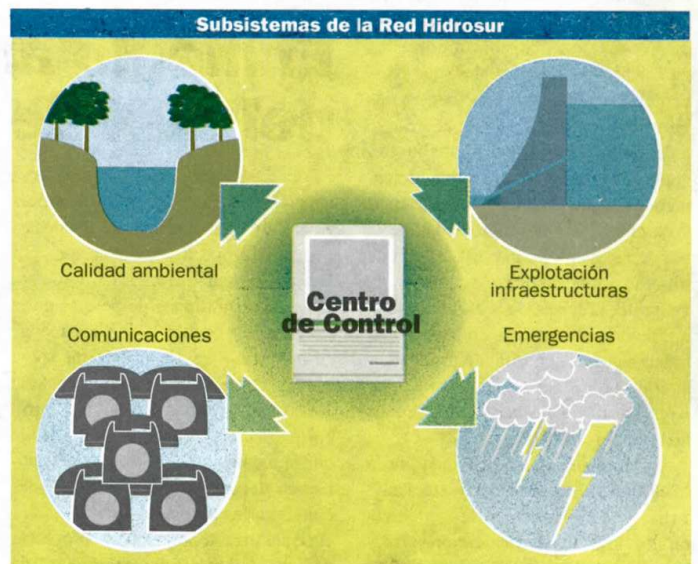 Subsistemas de la Red Hidrosur
Calidad ambiental
Explotación
infraestructuras
Centro
de Control
Comunicaciones
Emergencias